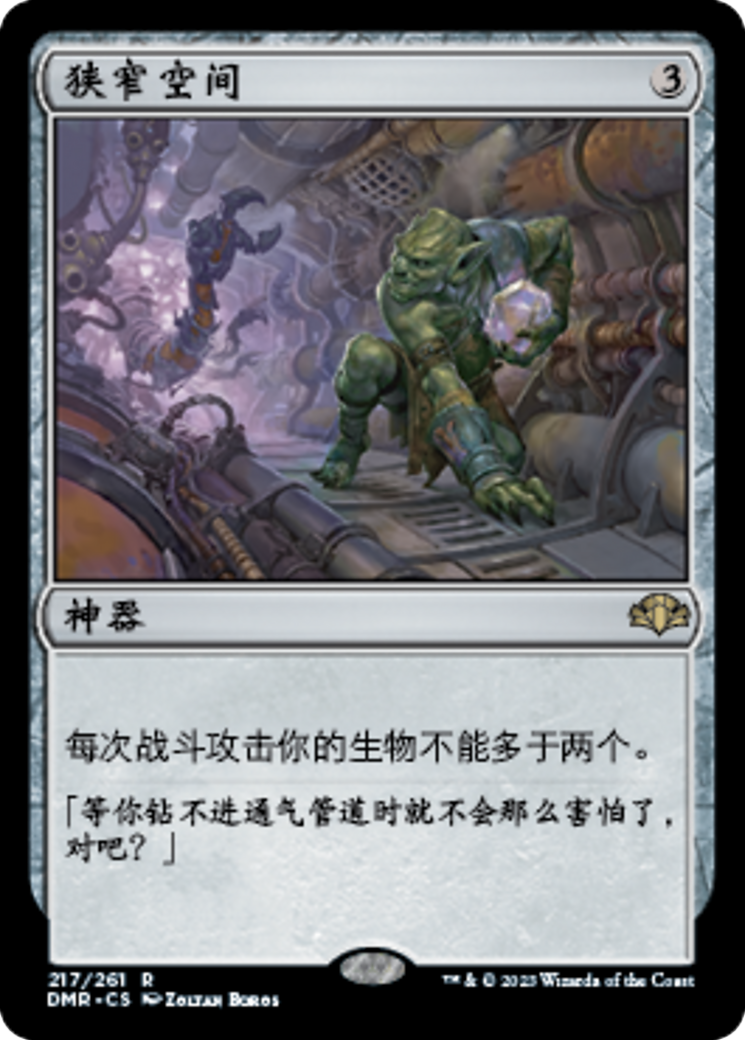 狭窄空间 3
神器
每次战斗攻击你的生物不能多于两个。
「等你钻不进通气管道时就不会那么害怕了，
对吧？」
217/261 R
DMR • CS Zoltan Boros
™ & © 2023 Wizards of the Coast